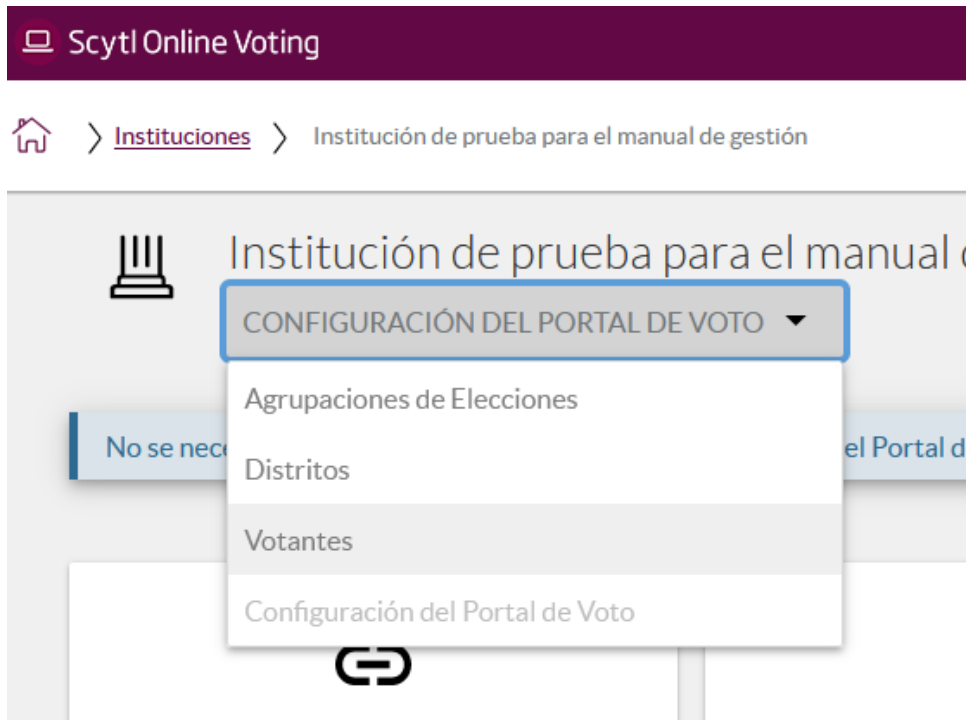 Scytl Online Voting
Instituciones Institución de prueba para el manual de gestión
Institución de prueba para el manual
CONFIGURACIÓN DEL PORTAL DE VOTO
Agrupaciones de Elecciones
No se el Portal
Distritos
Votantes
Configuración del Portal de Voto